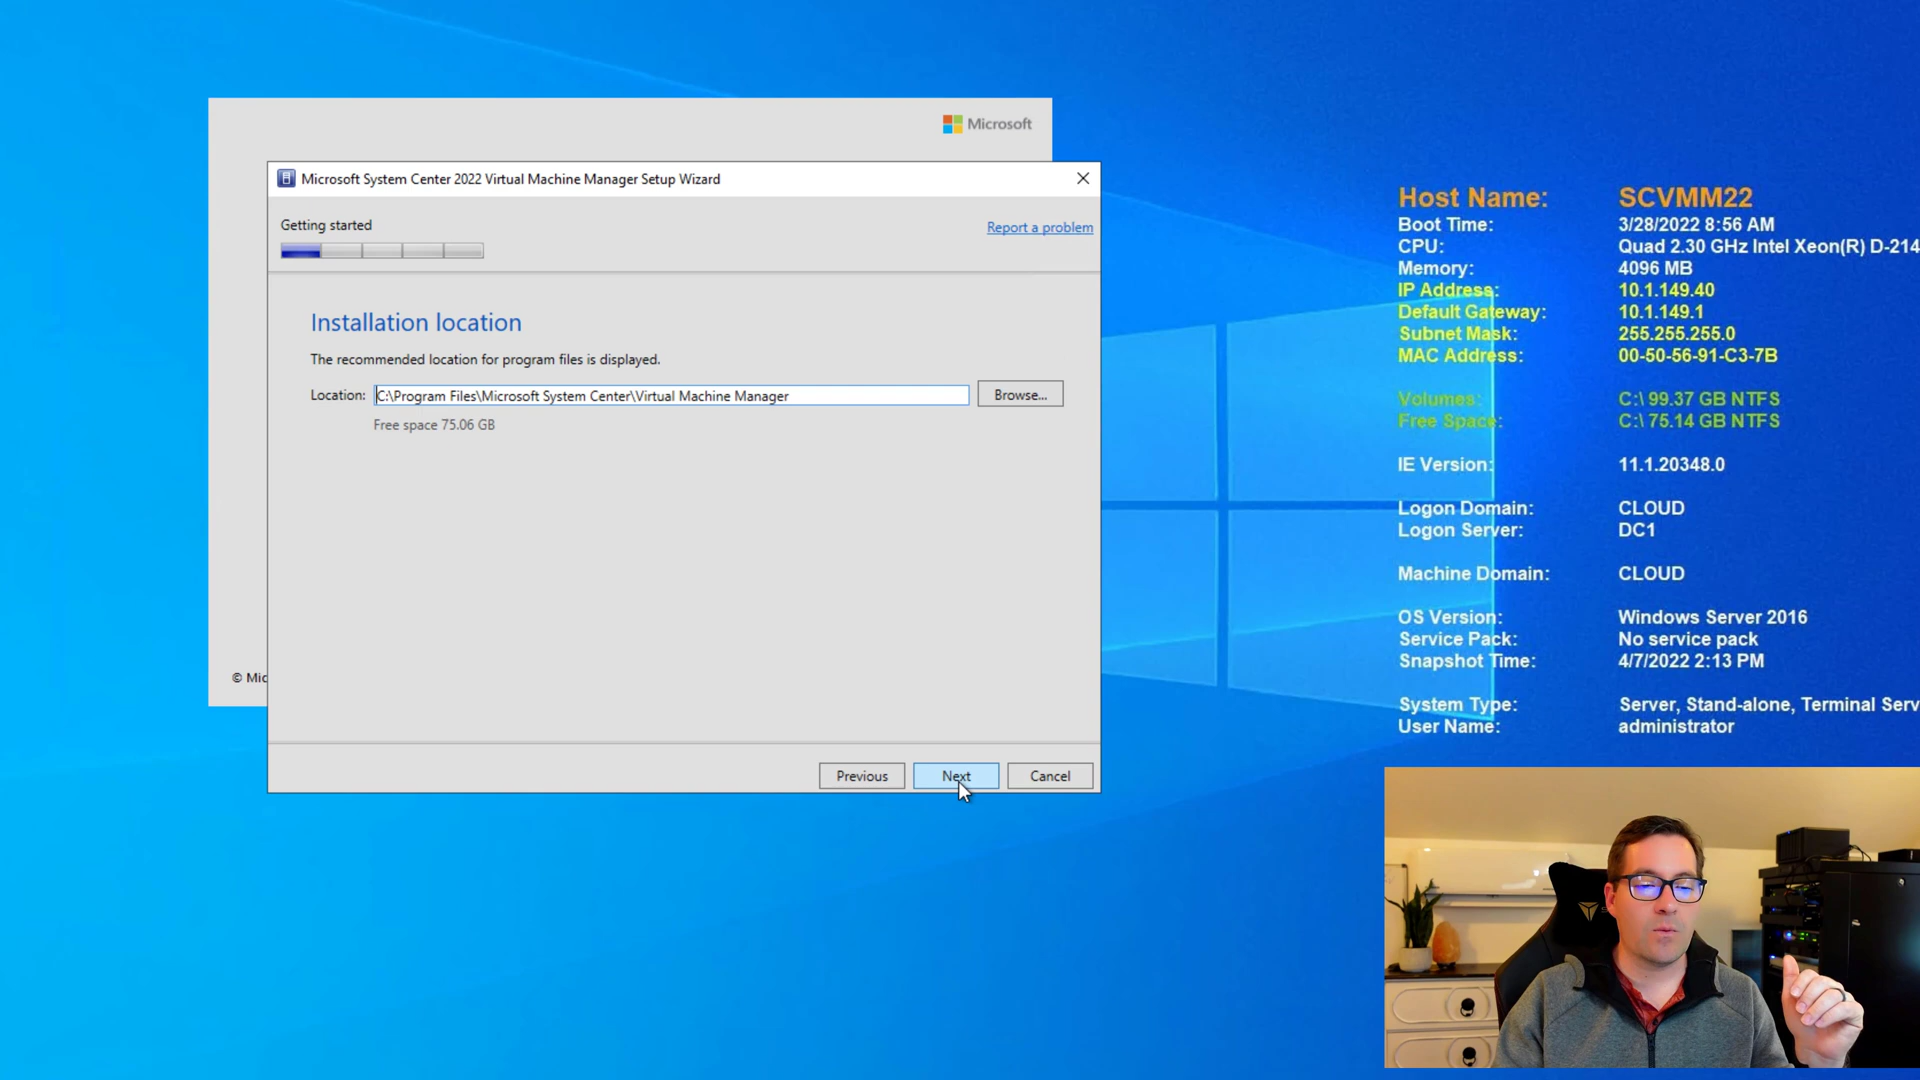 Microsoft
Microsoft System Center 2022 Virtual Machine Manager Setup Wizard
Getting started
Report a problem
Installation location
The recommended location for program files is displayed.
Location: C:\Program Files\Microsoft System Center\Virtual Machine Manager Browse...
Free space 75.06 GB
© Mic
Previous Next Cancel
Host Name: SCVMM22
Boot Time: 3/28/2022 8:56 AM
CPU: Quad 2.30 GHz Intel Xeon(R) D-214
Memory: 4096 MB
IP Address: 10.1.149.40
Default Gateway: 10.1.149.1
Subnet Mask: 255.255.255.0
MAC Address: 00-50-56-91-C3-7B
Volumes: C:\ 99.37 GB NTFS
Free Space: C:\ 75.14 GB NTFS
IE Version: 11.1.20348.0
Logon Domain: CLOUD
Logon Server: DC1
Machine Domain: CLOUD
OS Version: Windows Server 2016
Service Pack: No service pack
Snapshot Time: 4/7/2022 2:13 PM
System Type: Server, Stand-alone, Terminal Serv
User Name: administrator